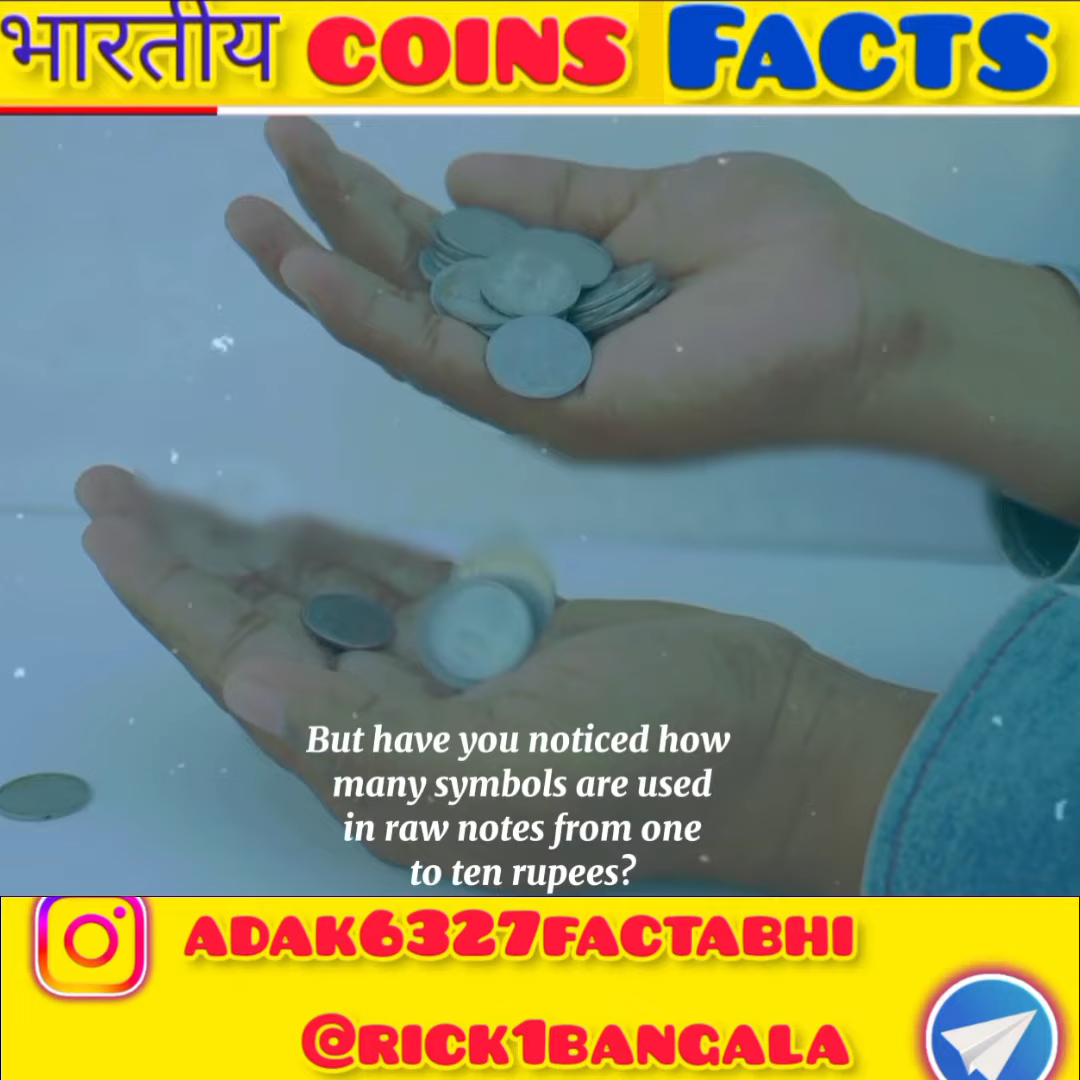 भारतीय COINS FACTS
But have you noticed how
many symbols are used
in raw notes from one
to ten rupees?
ADAK6327FACTABHI
@RICK1BANGALA